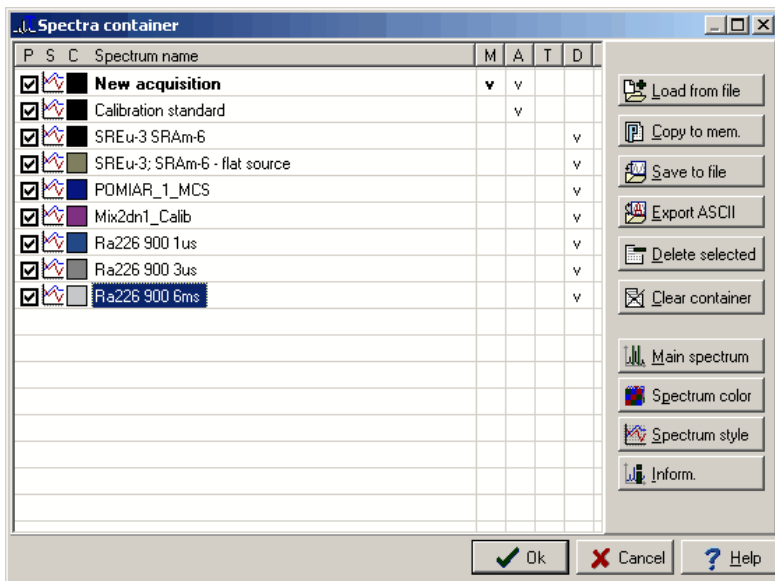 Spectra container
P S C Spectrum name M A T D
New acquisition v v
Calibration standard v
SREu-3 SRAm-6 v
SREu-3; SRAm-6 - flat source v
POMIAR_1_MCS v
Mix2dn1_Calib v
Ra226 900 1us v
Ra226 900 3us v
Ra226 900 6ms v
Load from file
Copy to mem.
Save to file
Export ASCII
Delete selected
Clear container
Main spectrum
Spectrum color
Spectrum style
Inform.
Ok Cancel Help